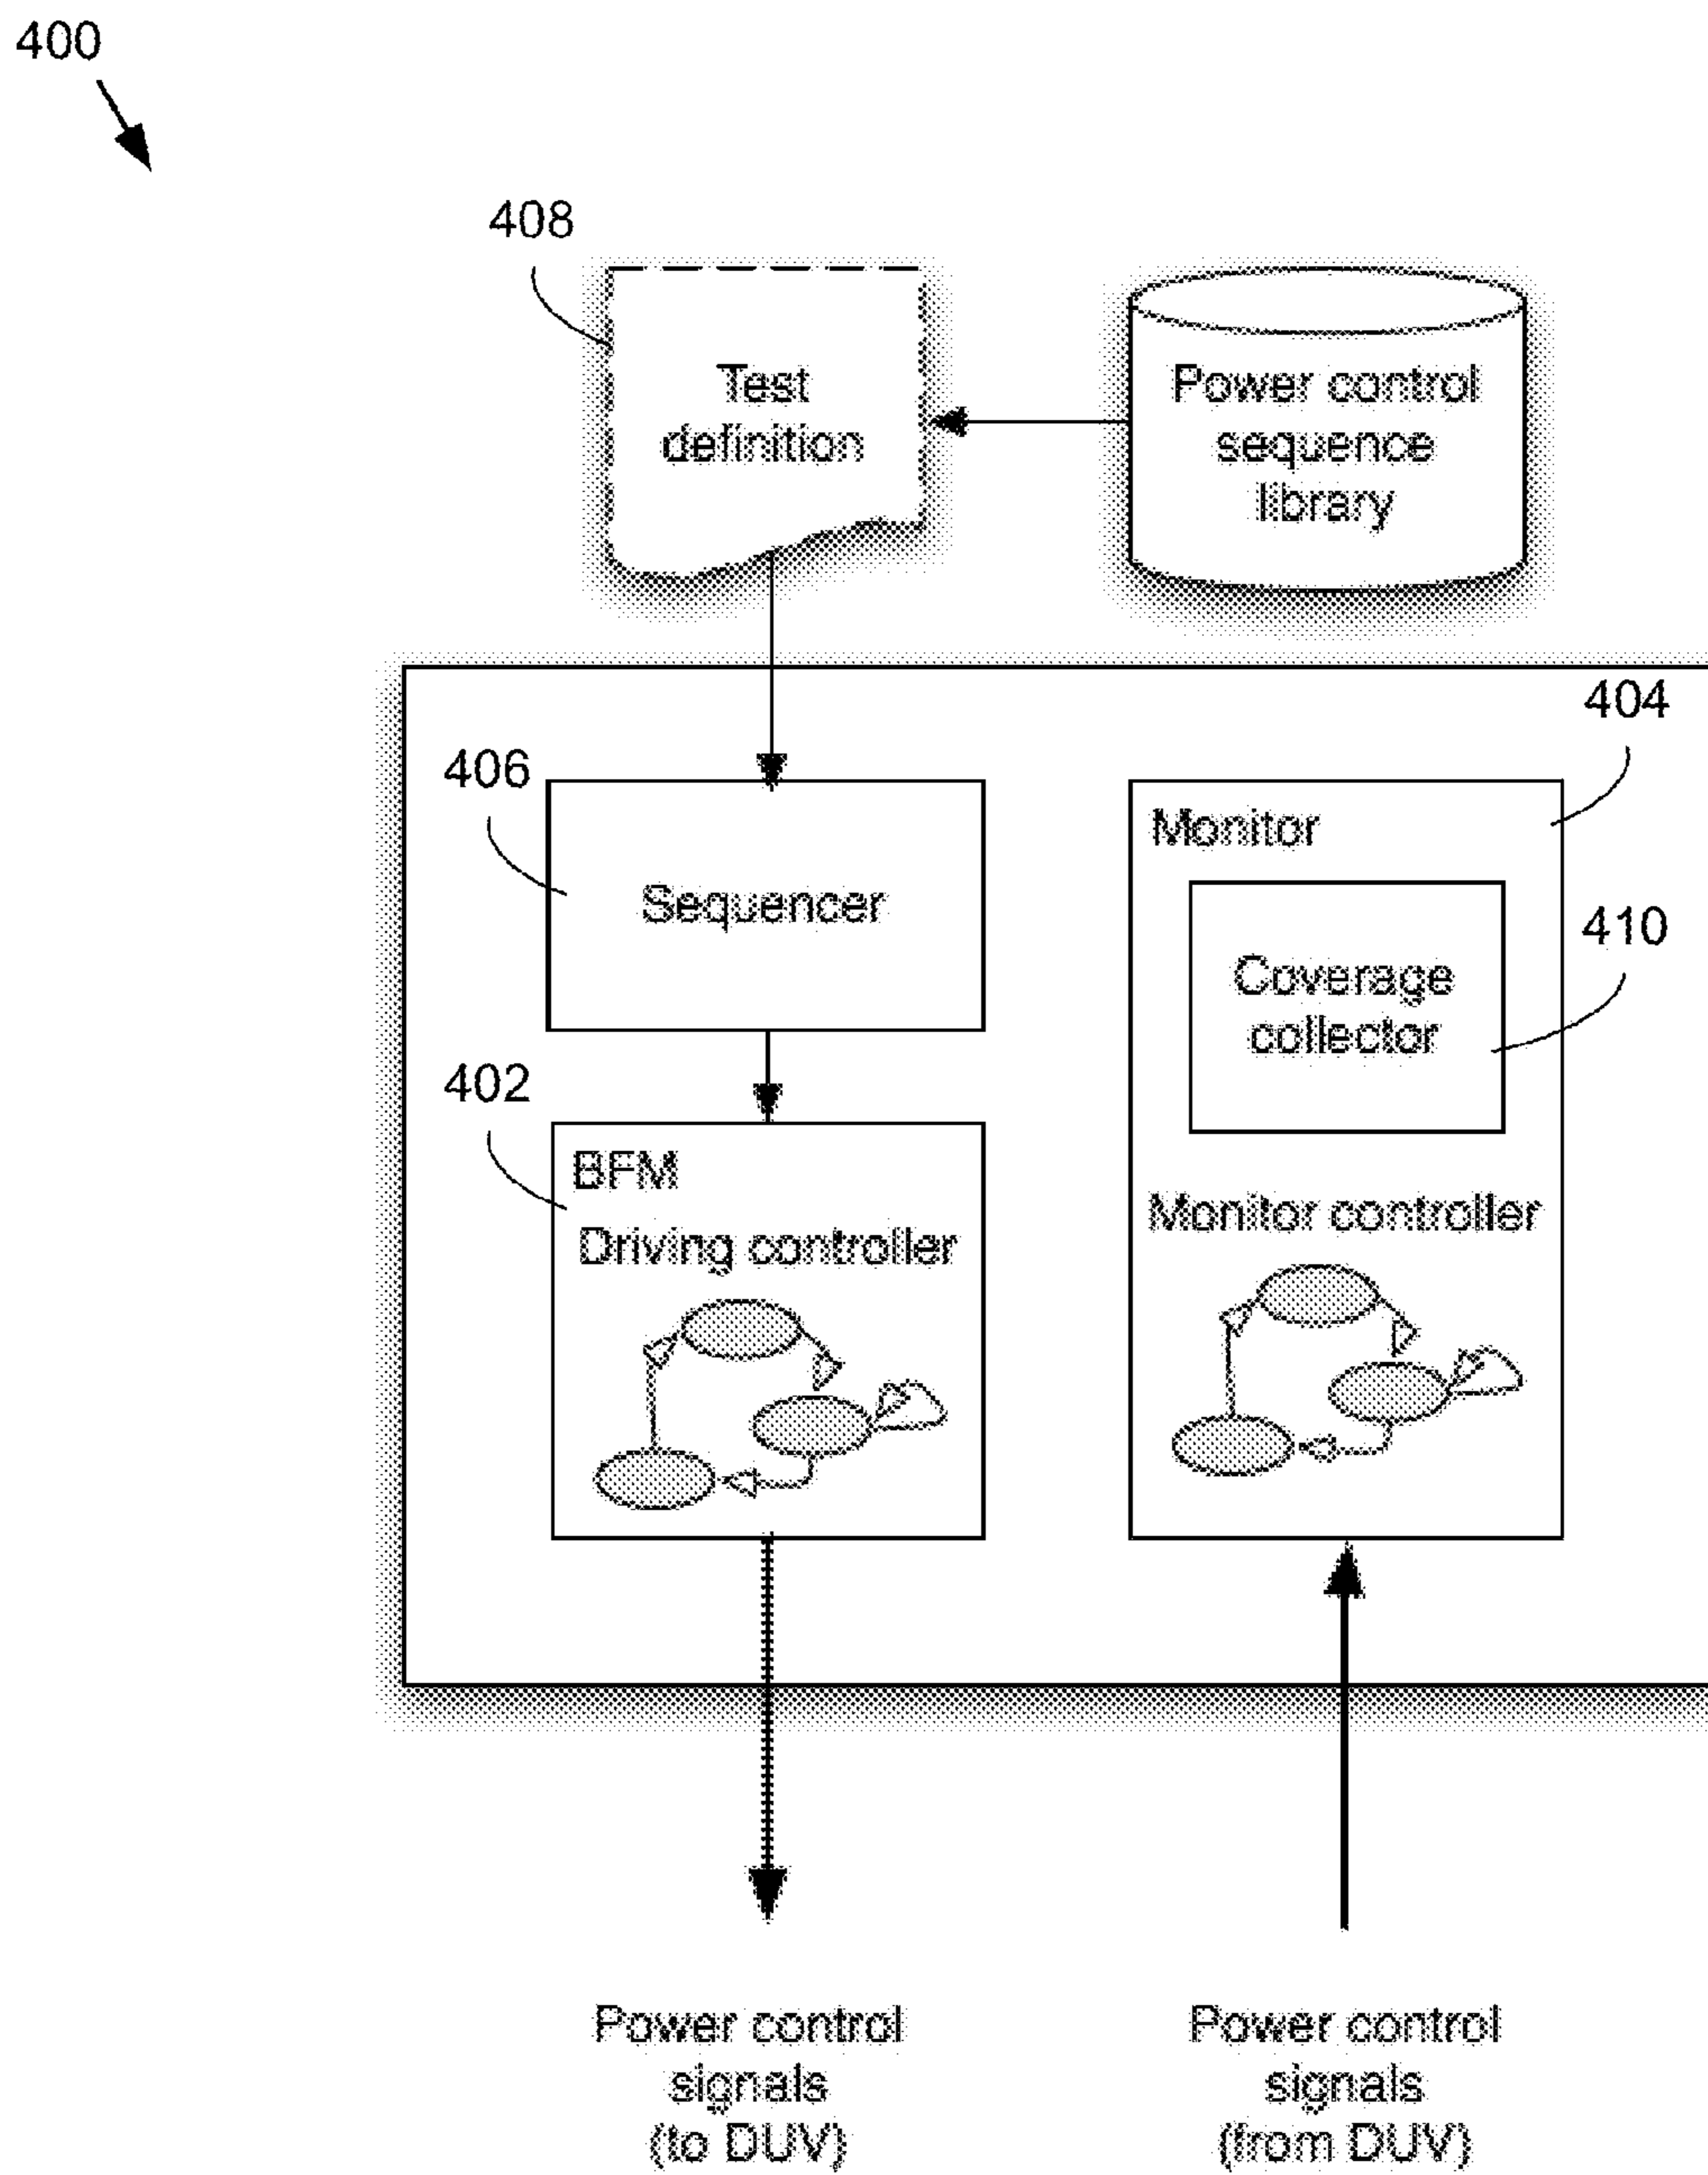 400
408
Test
definition
Power control
sequence
library
404
406
Sequencer
Monitor
410
Coverage
collector
402
BFM
Driving controller
Monitor controller
Power control
signals
(to DUV)
Power control
signals
(from DUV)